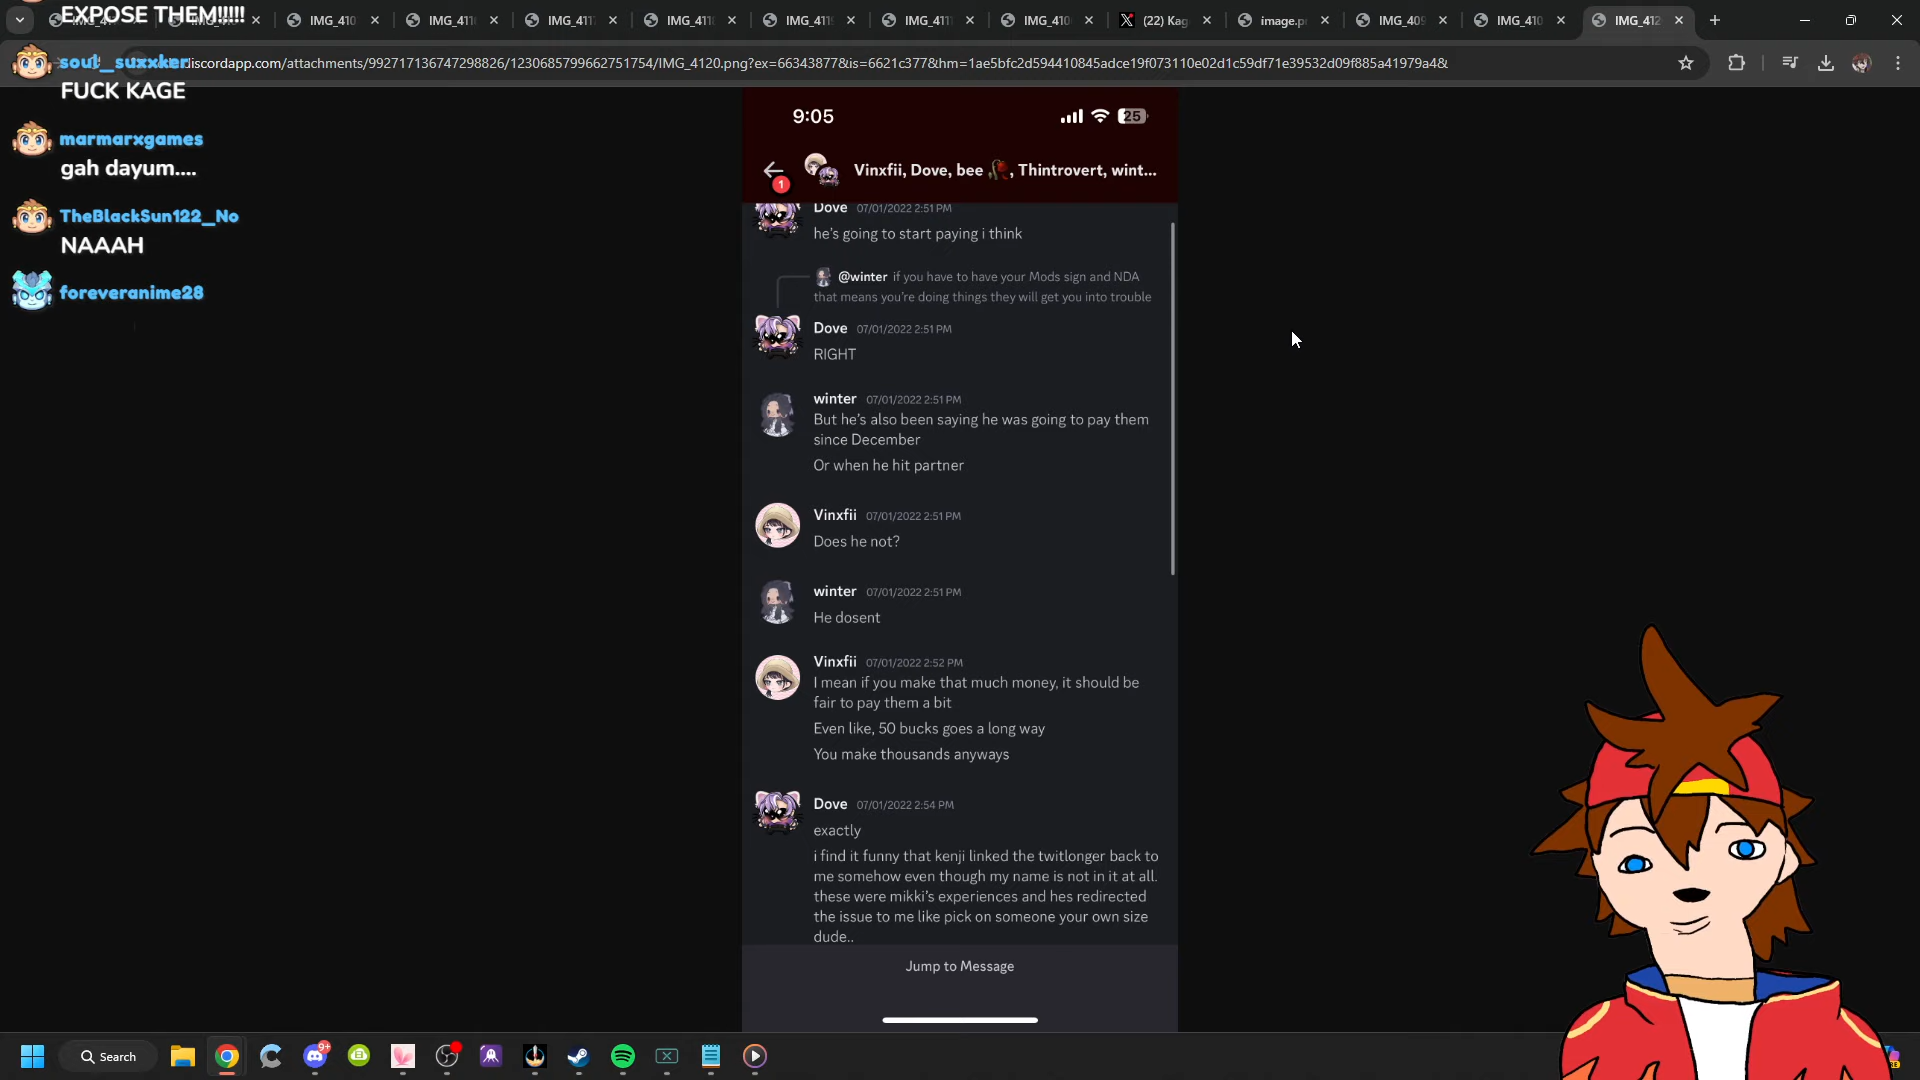 EXPOSE THEM!!!!!
IMG_410
IMG_411
IMG_411
IMG_411
IMG_411
IMG_411
IMG_410
(22) Kag
image.p
IMG_409
IMG_410
IMG_412
soul_suxxker
discordapp.com/attachments/992717136747298826/1230685799662751754/IMG_4120.png?ex=66343877&is=6621c377&hm=1ae5bfc2d594410845adce19f073110e02d1c59df71e39532d09f885a41979a4&
FUCK KAGE
marmarxgames
gah dayum....
TheBlackSun122_No
NAAAH
foreveranime28
9:05
25
1
Vinxfii, Dove, bee 🥀, Thintrovert, wint...
Dove 07/01/2022 2:51 PM
he's going to start paying i think
@winter if you have to have your Mods sign and NDA
that means you're doing things they will get you into trouble
Dove 07/01/2022 2:51 PM
RIGHT
winter 07/01/2022 2:51 PM
But he's also been saying he was going to pay them
since December
Or when he hit partner
Vinxfii 07/01/2022 2:51 PM
Does he not?
winter 07/01/2022 2:51 PM
He dosent
Vinxfii 07/01/2022 2:52 PM
I mean if you make that much money, it should be
fair to pay them a bit
Even like, 50 bucks goes a long way
You make thousands anyways
Dove 07/01/2022 2:54 PM
exactly
i find it funny that kenji linked the twitlonger back to
me somehow even though my name is not in it at all.
these were mikki's experiences and hes redirected
the issue to me like pick on someone your own size
dude..
Jump to Message
Search
9+